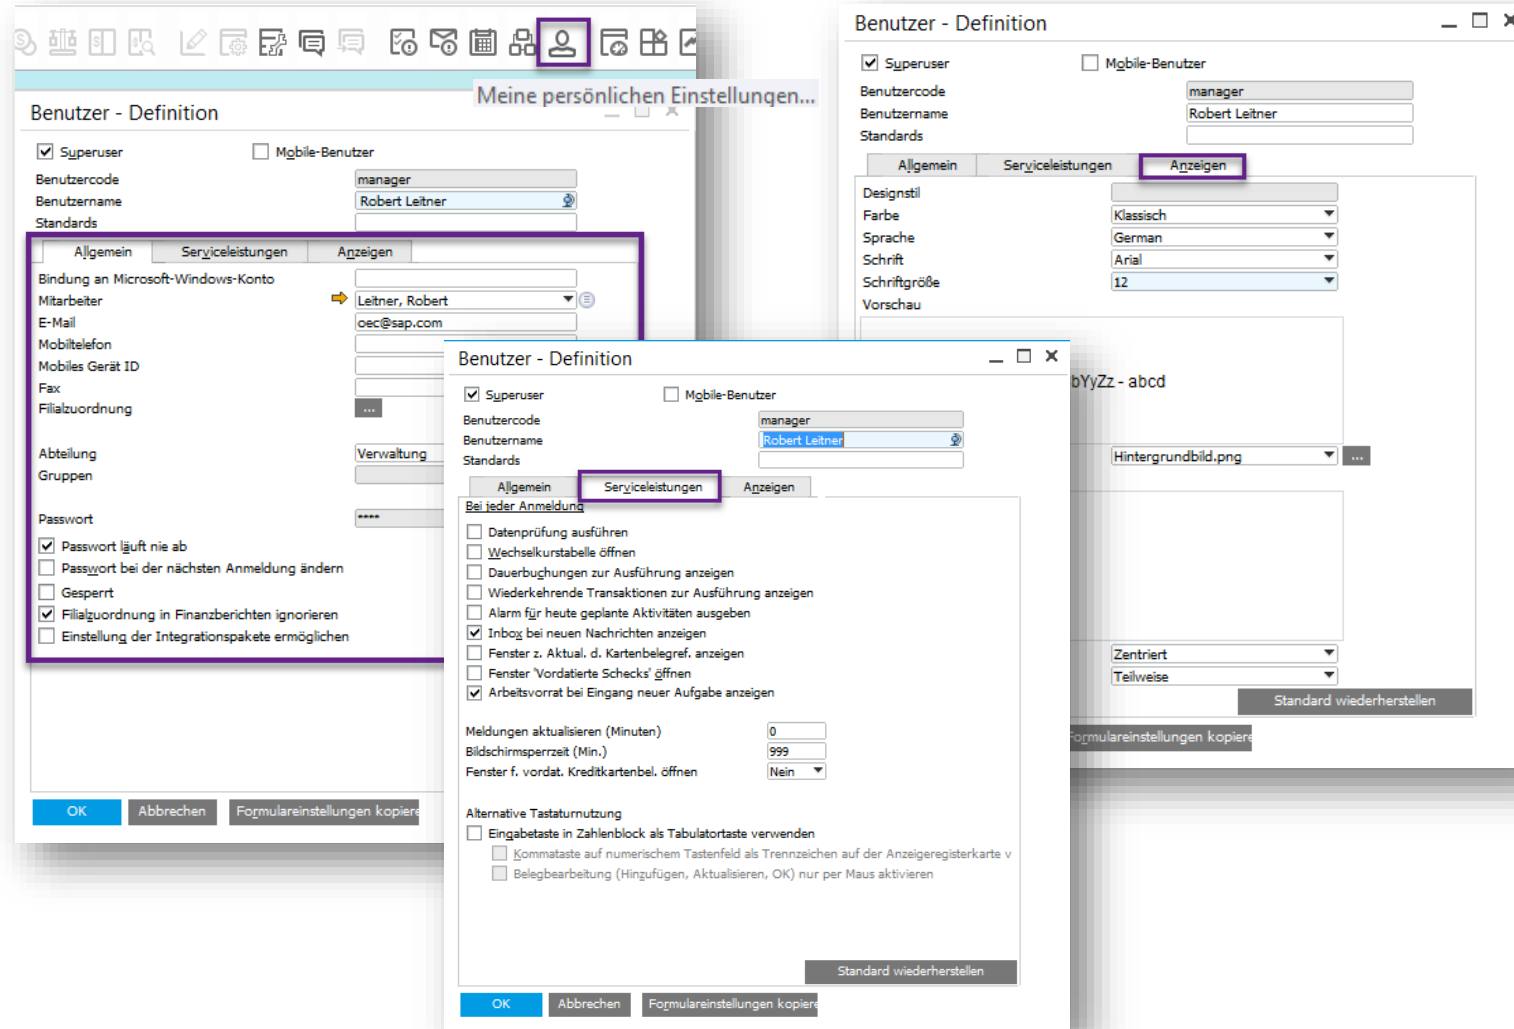 Meine persönlichen Einstellungen...
Benutzer - Definition
Superuser
Mobile-Benutzer
Benutzercode
manager
Benutzername
Robert Leitner
Standards
Allgemein
Serviceleistungen
Anzeigen
Bindung an Microsoft-Windows-Konto
Mitarbeiter
Leitner, Robert
E-Mail
oec@sap.com
Mobiltelefon
Mobiles Gerät ID
Fax
Filialzuordnung
...
Abteilung
Verwaltung
Gruppen
Passwort
****
Passwort läuft nie ab
Passwort bei der nächsten Anmeldung ändern
Gesperrt
Filialzuordnung in Finanzberichten ignorieren
Einstellung der Integrationspakete ermöglichen
OK
Abbrechen
Formulareinstellungen kopiere
Benutzer - Definition
Superuser
Mobile-Benutzer
Benutzercode
manager
Benutzername
Robert Leitner
Standards
Allgemein
Serviceleistungen
Anzeigen
Bei jeder Anmeldung
Datenprüfung ausführen
Wechselkurstabelle öffnen
Dauerbuchungen zur Ausführung anzeigen
Wiederkehrende Transaktionen zur Ausführung anzeigen
Alarm für heute geplante Aktivitäten ausgeben
Inbox bei neuen Nachrichten anzeigen
Fenster z. Aktual. d. Kartenbelegref. anzeigen
Fenster 'Vordatierte Schecks' öffnen
Arbeitsvorrat bei Eingang neuer Aufgabe anzeigen
Meldungen aktualisieren (Minuten)
0
Bildschirmsperrzeit (Min.)
999
Fenster f. vordat. Kreditkartenbel. öffnen
Nein
Alternative Tastaturnutzung
Eingabetaste in Zahlenblock als Tabulatortaste verwenden
Kommataste auf numerischem Tastenfeld als Trennzeichen auf der Anzeigeregisterkarte v
Belegbearbeitung (Hinzufügen, Aktualisieren, OK) nur per Maus aktivieren
Standard wiederherstellen
OK
Abbrechen
Formulareinstellungen kopiere
Benutzer - Definition
Superuser
Mobile-Benutzer
Benutzercode
manager
Benutzername
Robert Leitner
Standards
Allgemein
Serviceleistungen
Anzeigen
Designstil
Farbe
Klassisch
Sprache
German
Schrift
Arial
Schriftgröße
12
Vorschau
bYyZz - abcd
Hintergrundbild.png
...
Zentriert
Teilweise
Standard wiederherstellen
Formulareinstellungen kopiere